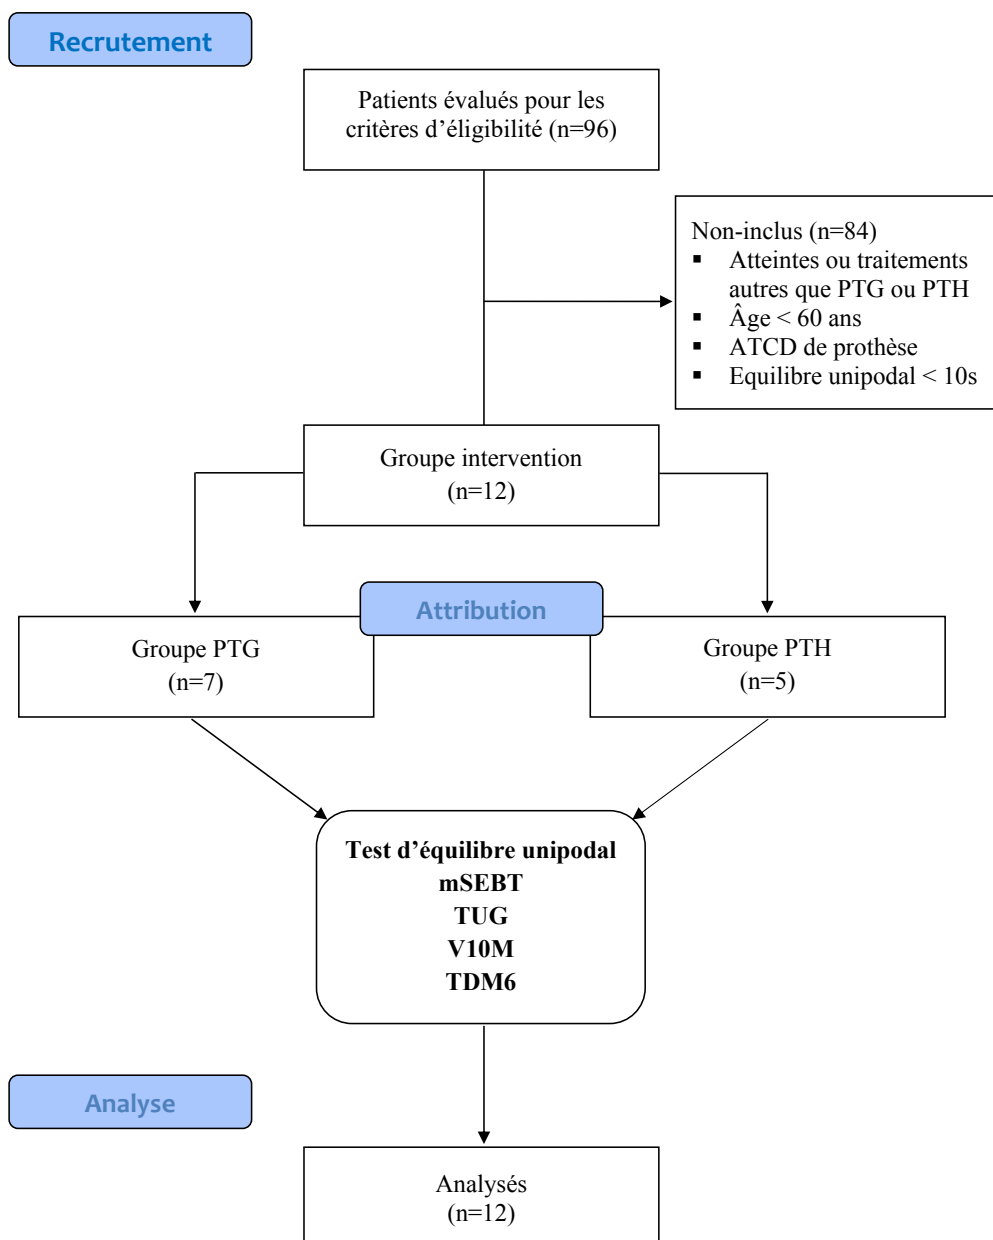 Recrutement
Patients évalués pour les
critères d’éligibilité (n=96)
Non-inclus (n=84)
▪ Atteintes ou traitements
autres que PTG ou PTH
▪ Âge < 60 ans
▪ ATCD de prothèse
▪ Equilibre unipodal < 10s
Groupe intervention
(n=12)
Attribution
Groupe PTG
(n=7)
Groupe PTH
(n=5)
Test d’équilibre unipodal
mSEBT
TUG
V10M
TDM6
Analyse
Analysés
(n=12)